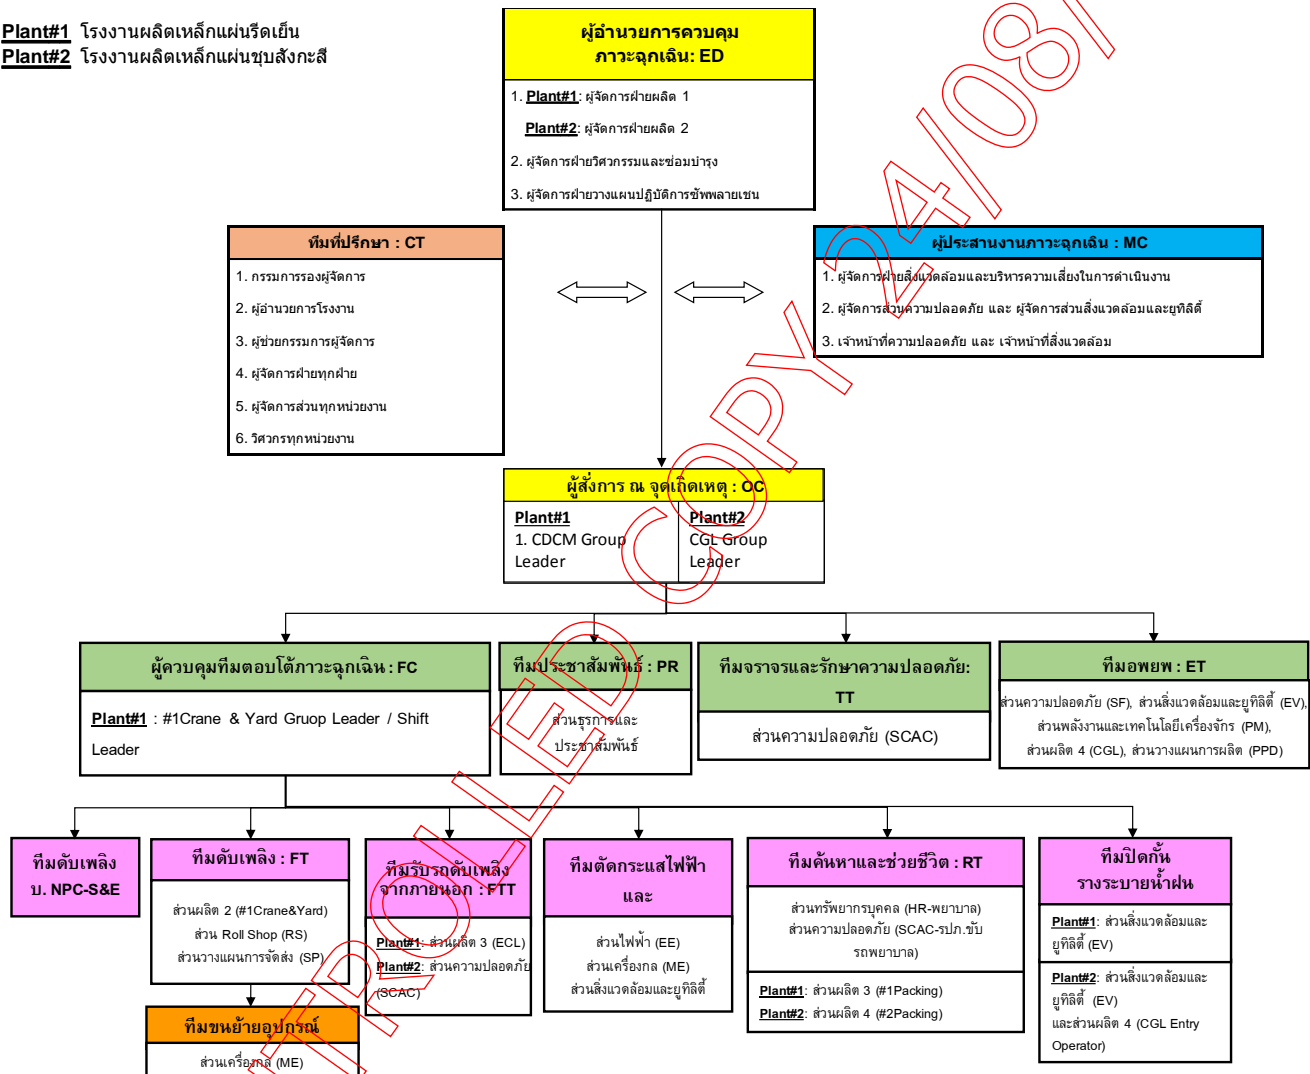 Plant#1 โรงงานผลิตเหล็กแผ่นรีดเย็น
Plant#2 โรงงานผลิตเหล็กแผ่นชุบสังกะสี
ผู้อำนวยการควบคุม
ภาวะฉุกเฉิน: ED
1. Plant#1: ผู้จัดการฝ่ายผลิต 1
Plant#2: ผู้จัดการฝ่ายผลิต 2
2. ผู้จัดการฝ่ายวิศวกรรมและซ่อมบำรุง
3. ผู้จัดการฝ่ายวางแผนปฏิบัติการซัพพลายเชน
ทีมที่ปรึกษา : CT
1. กรรมการรองผู้จัดการ
2. ผู้อำนวยการโรงงาน
3. ผู้ช่วยกรรมการผู้จัดการ
4. ผู้จัดการฝ่ายทุกฝ่าย
5. ผู้จัดการส่วนทุกหน่วยงาน
6. วิศวกรทุกหน่วยงาน
ผู้ประสานงานภาวะฉุกเฉิน : MC
1. ผู้จัดการฝ่ายสิ่งแวดล้อมและบริหารความเสี่ยงในการดำเนินงาน
2. ผู้จัดการส่วนความปลอดภัย และ ผู้จัดการส่วนสิ่งแวดล้อมและยูทิลิตี้
3. เจ้าหน้าที่ความปลอดภัย และ เจ้าหน้าที่สิ่งแวดล้อม
ผู้สั่งการ ณ จุดเกิดเหตุ : OC
Plant#1
1. CDCM Group
Leader
Plant#2
CGL Group
Leader
ผู้ควบคุมทีมตอบโต้ภาวะฉุกเฉิน : FC
Plant#1 : #1Crane & Yard Gruop Leader / Shift
Leader
ทีมประชาสัมพันธ์ : PR
ส่วนธุรการและ
ประชาสัมพันธ์
ทีมจราจรและรักษาความปลอดภัย:
TT
ส่วนความปลอดภัย (SCAC)
ทีมอพยพ : ET
ส่วนความปลอดภัย (SF), ส่วนสิ่งแวดล้อมและยูทิลิตี้ (EV),
ส่วนพลังงานและเทคโนโลยีเครื่องจักร (PM),
ส่วนผลิต 4 (CGL), ส่วนวางแผนการผลิต (PPD)
ทีมดับเพลิง
บ. NPC-S&E
ทีมดับเพลิง : FT
ส่วนผลิต 2 (#1Crane&Yard)
ส่วน Roll Shop (RS)
ส่วนวางแผนการจัดส่ง (SP)
ทีมขนย้ายอุปกรณ์
ส่วนเครื่องกล (ME)
ทีมรับรถดับเพลิง
จากภายนอก : FTT
Plant#1: ส่วนผลิต 3 (ECL)
Plant#2: ส่วนความปลอดภัย
(SCAC)
ทีมตัดกระแสไฟฟ้า
และ
ส่วนไฟฟ้า (EE)
ส่วนเครื่องกล (ME)
ส่วนสิ่งแวดล้อมและยูทิลิตี้
ทีมค้นหาและช่วยชีวิต : RT
ส่วนทรัพยากรบุคคล (HR-พยาบาล)
ส่วนความปลอดภัย (SCAC-รปภ.ขับ
รถพยาบาล)
Plant#1: ส่วนผลิต 3 (#1Packing)
Plant#2: ส่วนผลิต 4 (#2Packing)
ทีมปิดกั้น
รางระบายน้ำฝน
Plant#1: ส่วนสิ่งแวดล้อมและ
ยูทิลิตี้ (EV)
Plant#2: ส่วนสิ่งแวดล้อมและ
ยูทิลิตี้ (EV)
และส่วนผลิต 4 (CGL Entry
Operator)
TROLLED COPY 24/08/